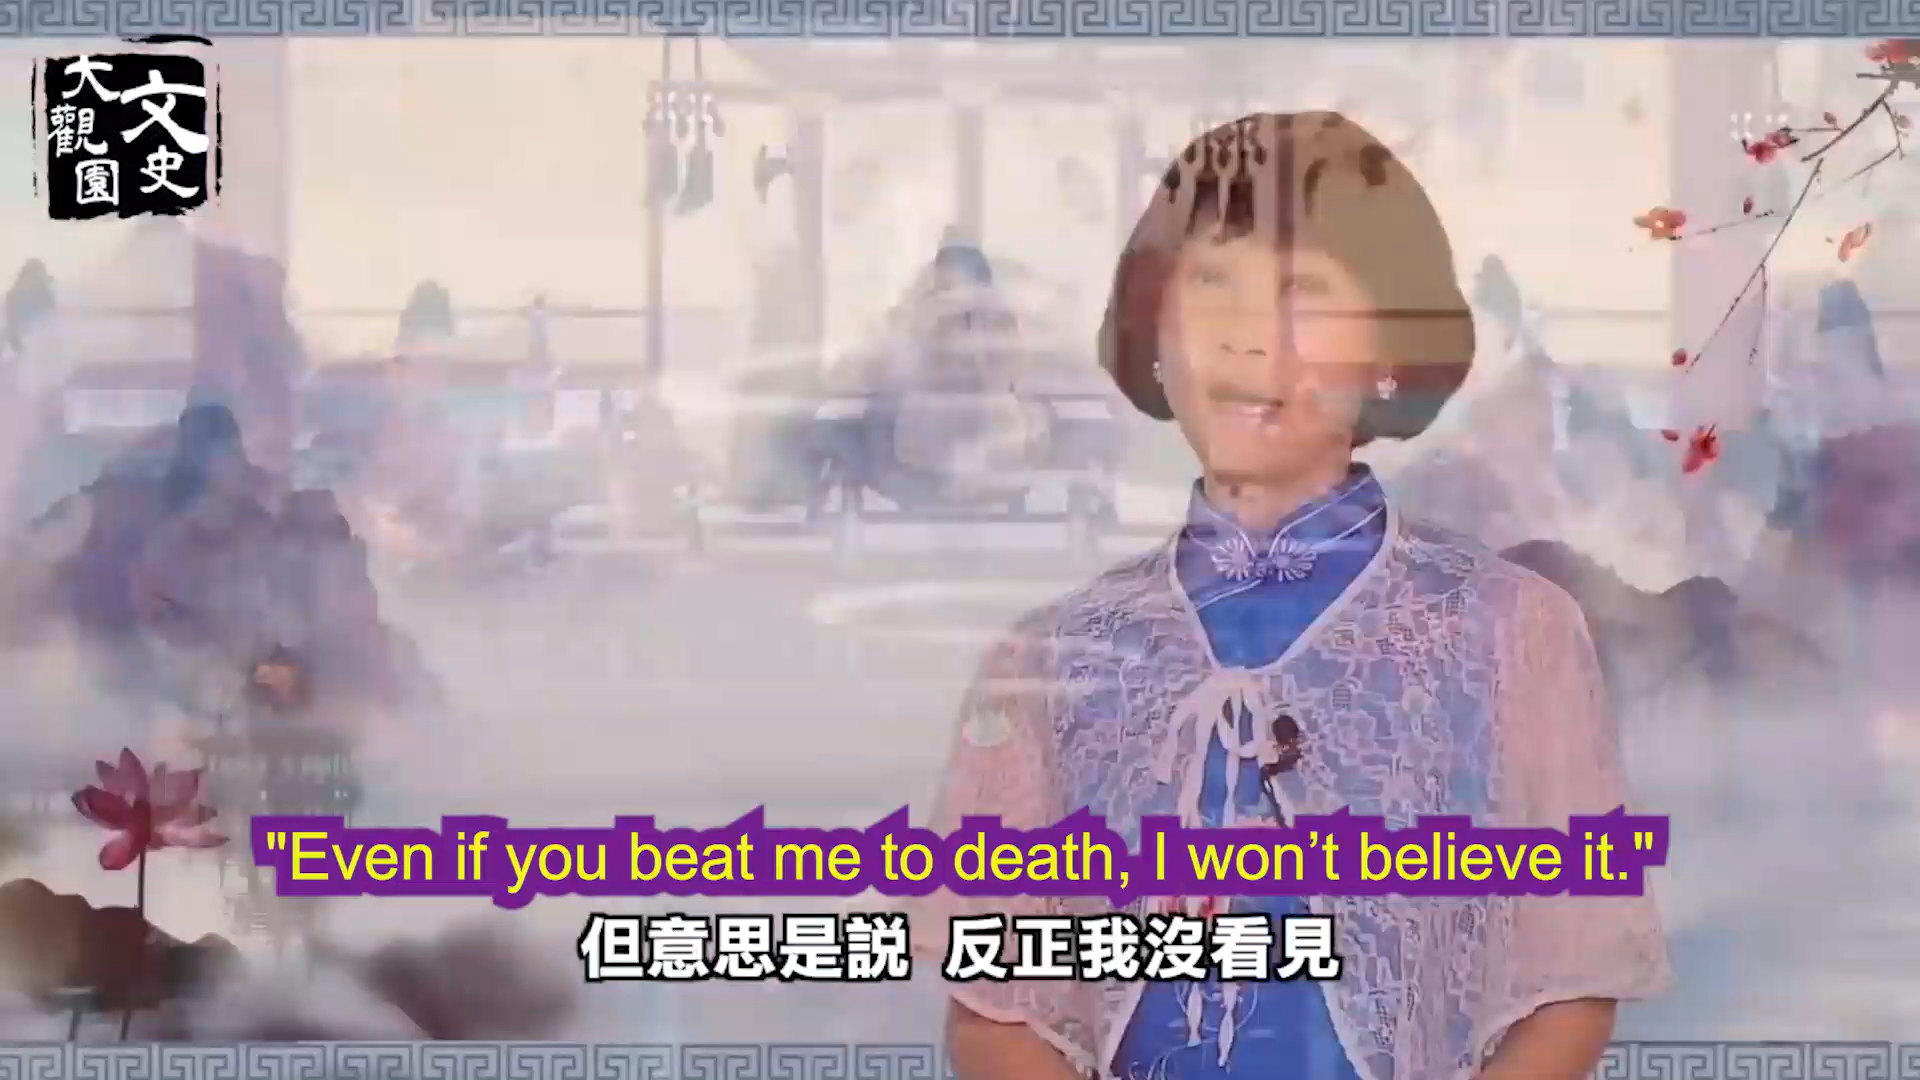 文史
大觀園
"Even if you beat me to death, I won’t believe it."
但意思是説 反正我沒看見